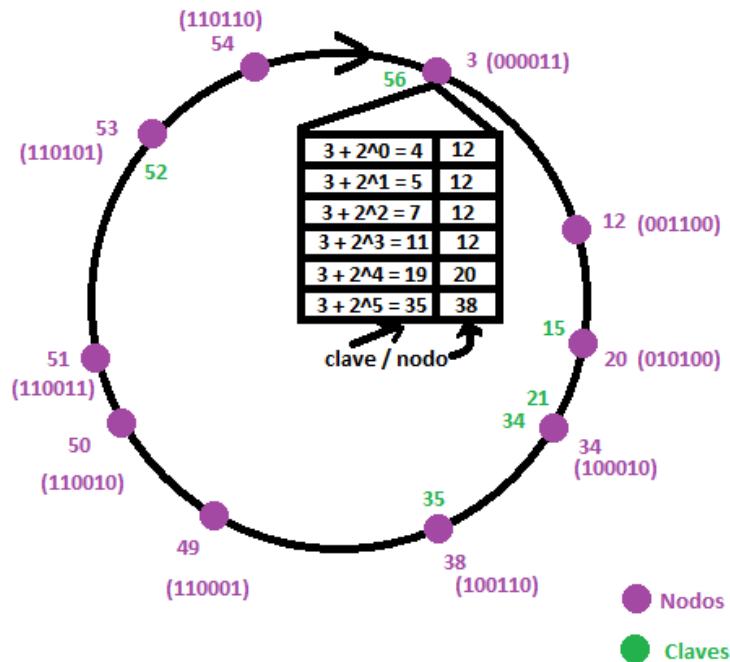 (110110)
54
3 (000011)
56
53
(110101)
52
3 + 2^0 = 4 12
3 + 2^1 = 5 12
3 + 2^2 = 7 12
3 + 2^3 = 11 12
3 + 2^4 = 19 20
3 + 2^5 = 35 38
clave / nodo
12 (001100)
15
20 (010100)
51
(110011)
21
34
34
(100010)
50
(110010)
35
38
(100110)
49
(110001)
Nodos
Claves